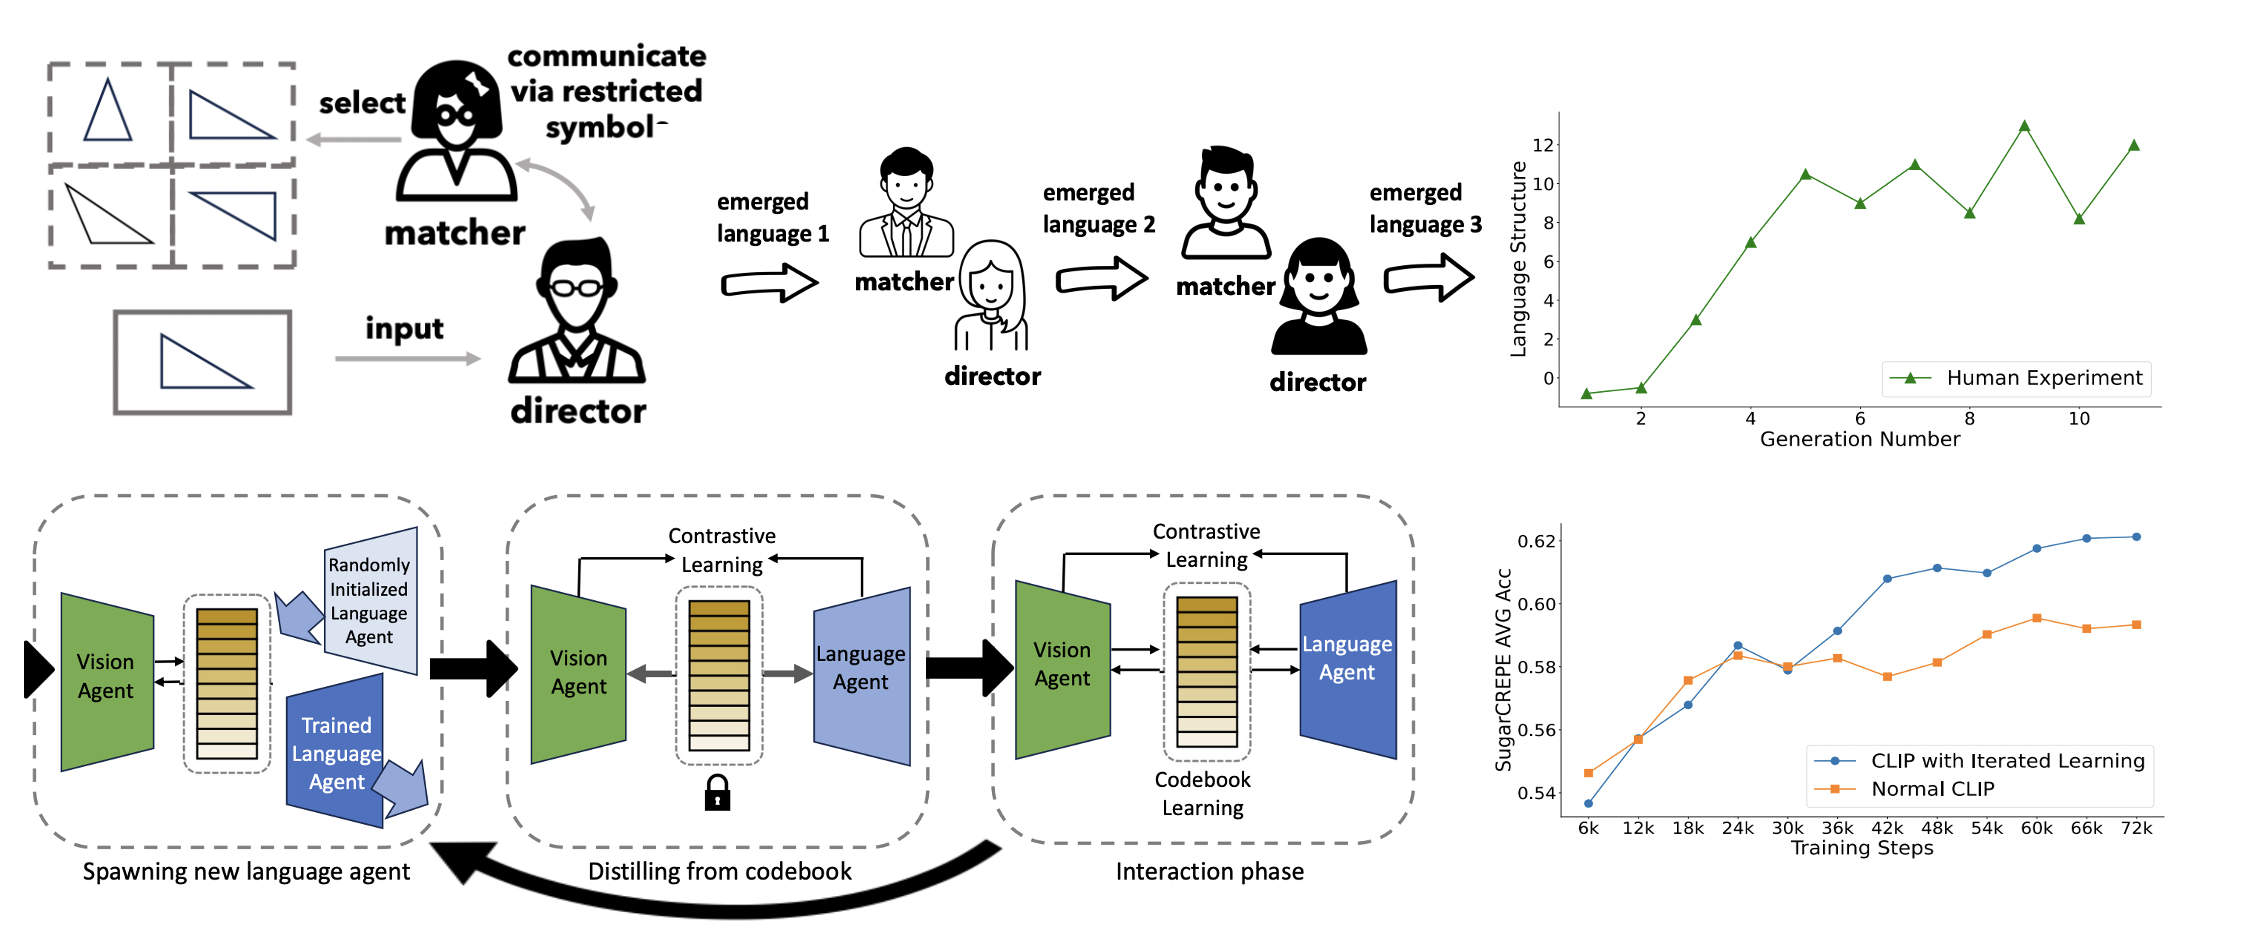 communicate
via restricted
symbol
select
matcher
input
director
emerged
language 1
matcher
director
emerged
language 2
matcher
director
emerged
language 3
Language Structure
12
10
8
6
4
2
0
Human Experiment
2
4
6
8
10
Generation Number
Vision
Agent
Randomly
Initialized
Language
Agent
Trained
Language
Agent
Spawning new language agent
Contrastive
Learning
Vision
Agent
Language
Agent
Distilling from codebook
Contrastive
Learning
Vision
Agent
Language
Agent
Codebook
Learning
Interaction phase
SugarCREPE AVG Acc
0.62
0.60
0.58
0.56
0.54
CLIP with Iterated Learning
Normal CLIP
6k 12k 18k 24k 30k 36k 42k 48k 54k 60k 66k 72k
Training Steps